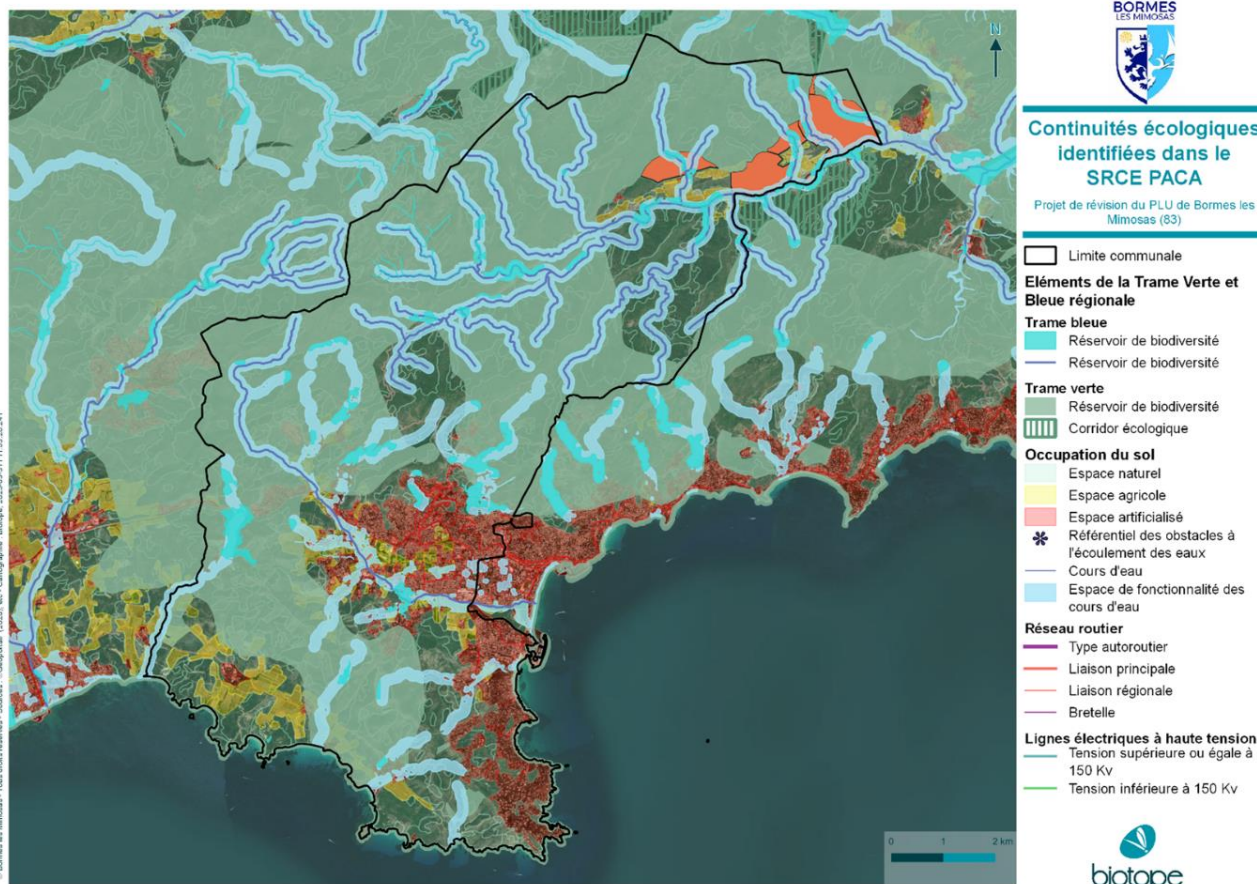 BORMES
LES MIMOSAS
Continuités écologiques
identifiées dans le
SRCE PACA
Projet de révision du PLU de Bormes les
Mimosas (83)
Limite communale
Eléments de la Trame Verte et
Bleue régionale
Trame bleue
Réservoir de biodiversité
Réservoir de biodiversité
Trame verte
Réservoir de biodiversité
Corridor écologique
Occupation du sol
Espace naturel
Espace agricole
Espace artificialisé
Référentiel des obstacles à
l'écoulement des eaux
Cours d'eau
Espace de fonctionnalité des
cours d'eau
Réseau routier
Type autoroutier
Liaison principale
Liaison régionale
Bretelle
Lignes électriques à haute tension
Tension supérieure ou égale à
150 Kv
Tension inférieure à 150 Kv
N
0 1 2 km
biotope